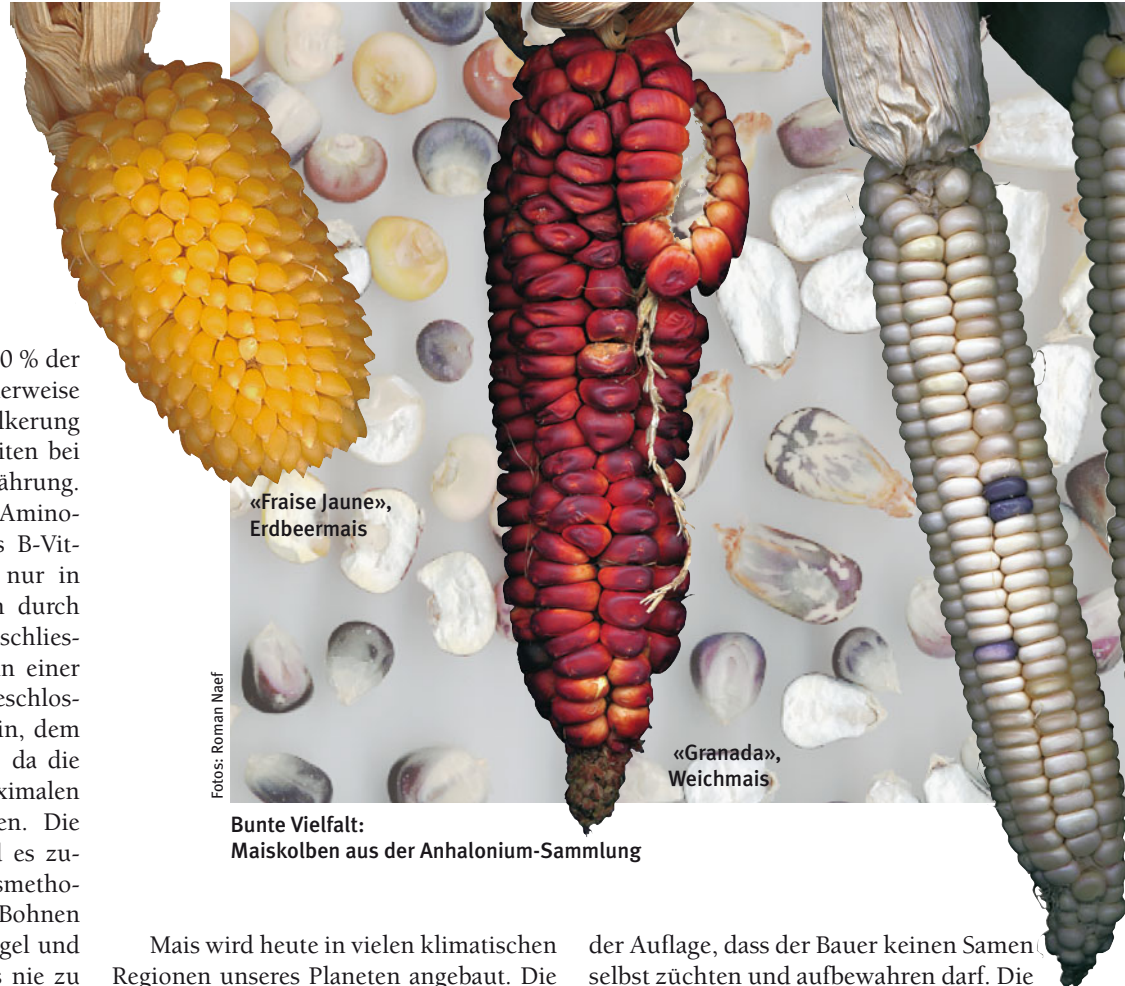 0 % der
erweise
lkerung
iten bei
ährung.
Amino-
s B-Vit-
nur in
n durch
schlies-
n einer
eschlos-
in, dem
da die
ximalen
en. Die
l es zu-
smetho-
Bohnen
gel und
s nie zu
«Fraise Jaune»,
Erdbeermais
Fotos: Roman Naef
«Granada»,
Weichmais
Bunte Vielfalt:
Maiskolben aus der Anhalonium-Sammlung
Mais wird heute in vielen klimatischen
Regionen unseres Planeten angebaut. Die
der Auflage, dass der Bauer keinen Samen
selbst züchten und aufbewahren darf. Die